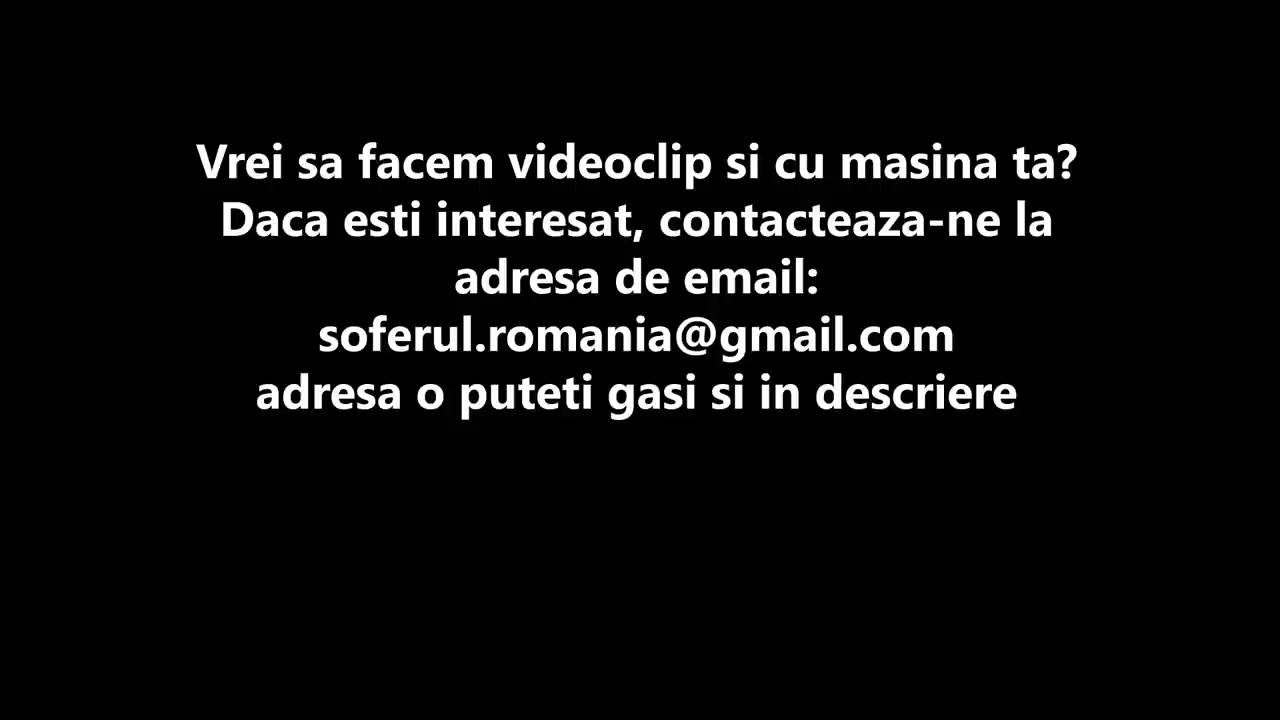 Vrei sa facem videoclip si cu masina ta?
Daca esti interesat, contacteaza-ne la
adresa de email:
soferul.romania@gmail.com
adresa o puteti gasi si in descriere